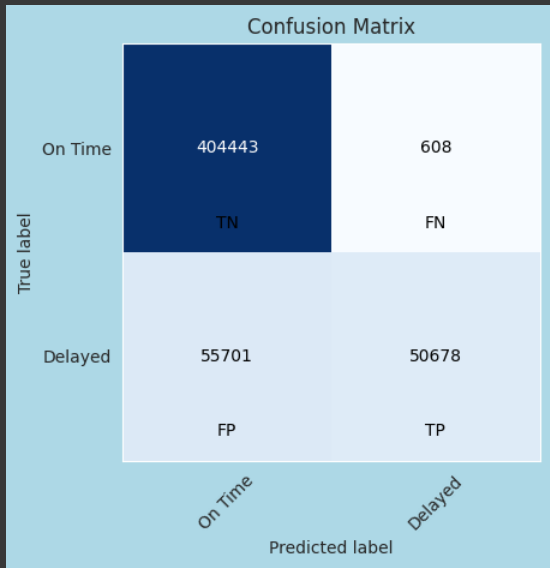 Confusion Matrix
True label
On Time
404443
608
TN
FN
Delayed
55701
50678
FP
TP
On Time
Delayed
Predicted label